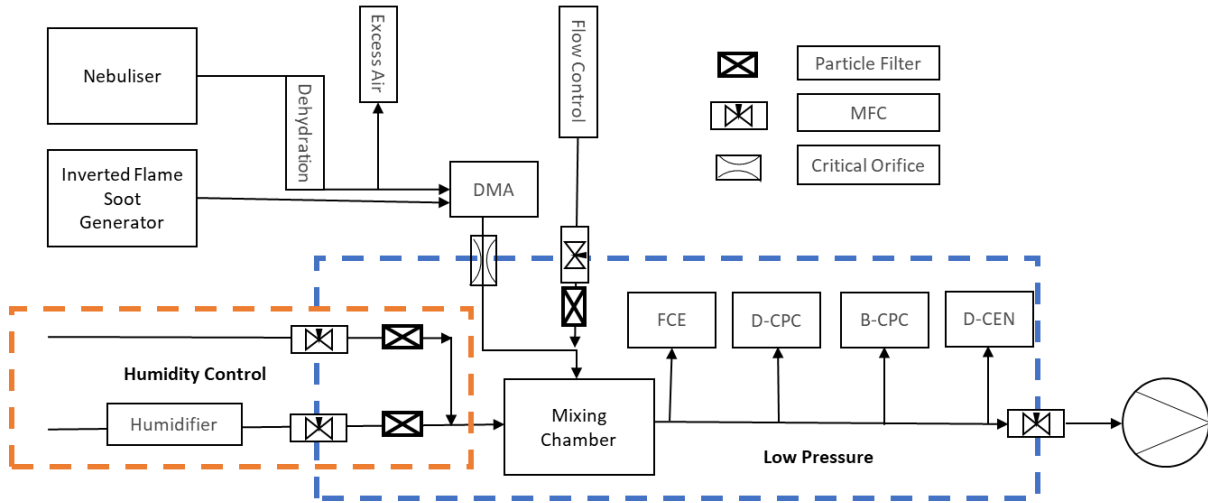 Nebuliser
Dehydration
Excess Air
Flow Control
Particle Filter
MFC
Critical Orifice
Inverted Flame
Soot
Generator
DMA
FCE
D-CPC
B-CPC
D-CEN
Humidity Control
Humidifier
Mixing
Chamber
Low Pressure